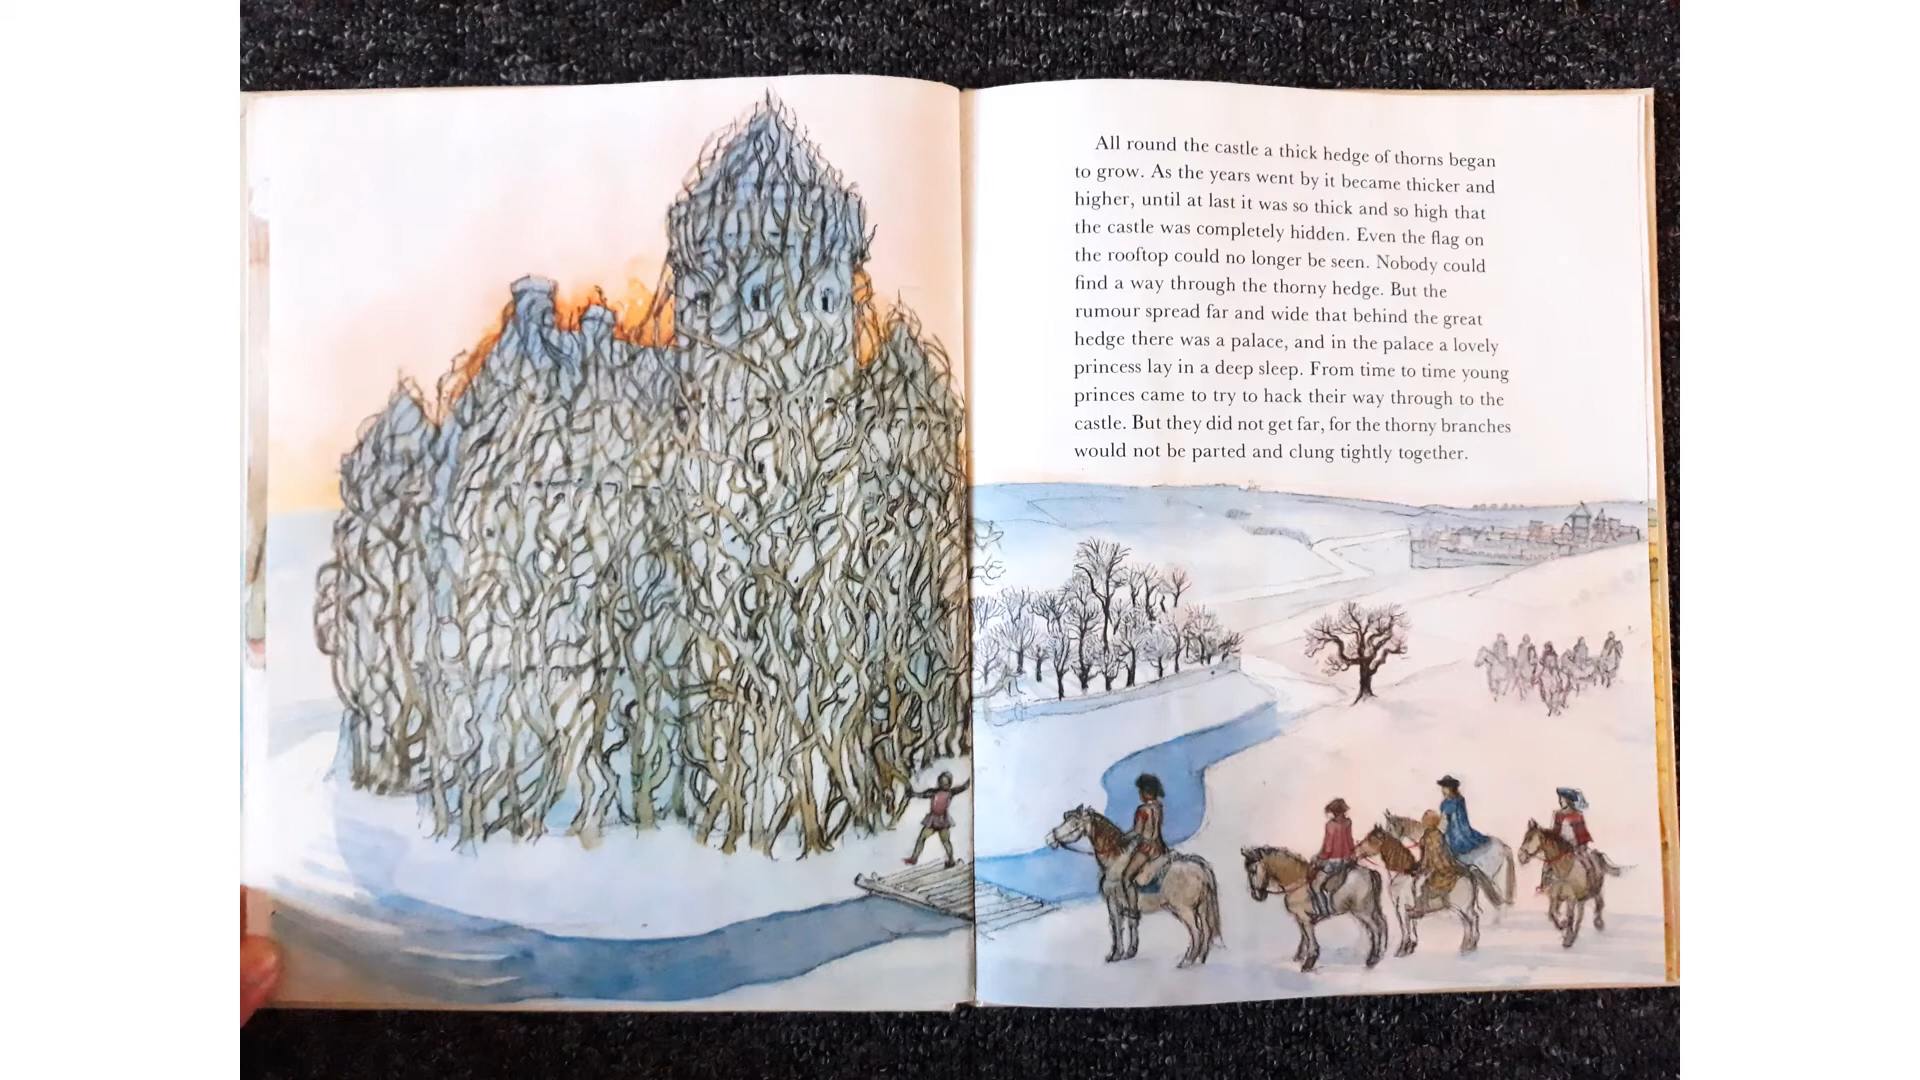 All round the castle a thick hedge of thorns began
to grow. As the years went by it became thicker and
higher, until at last it was so thick and so high that
the castle was completely hidden. Even the flag on
the rooftop could no longer be seen. Nobody could
find a way through the thorny hedge. But the
rumour spread far and wide that behind the great
hedge there was a palace, and in the palace a lovely
princess lay in a deep sleep. From time to time young
princes came to try to hack their way through to the
castle. But they did not get far, for the thorny branches
would not be parted and clung tightly together.